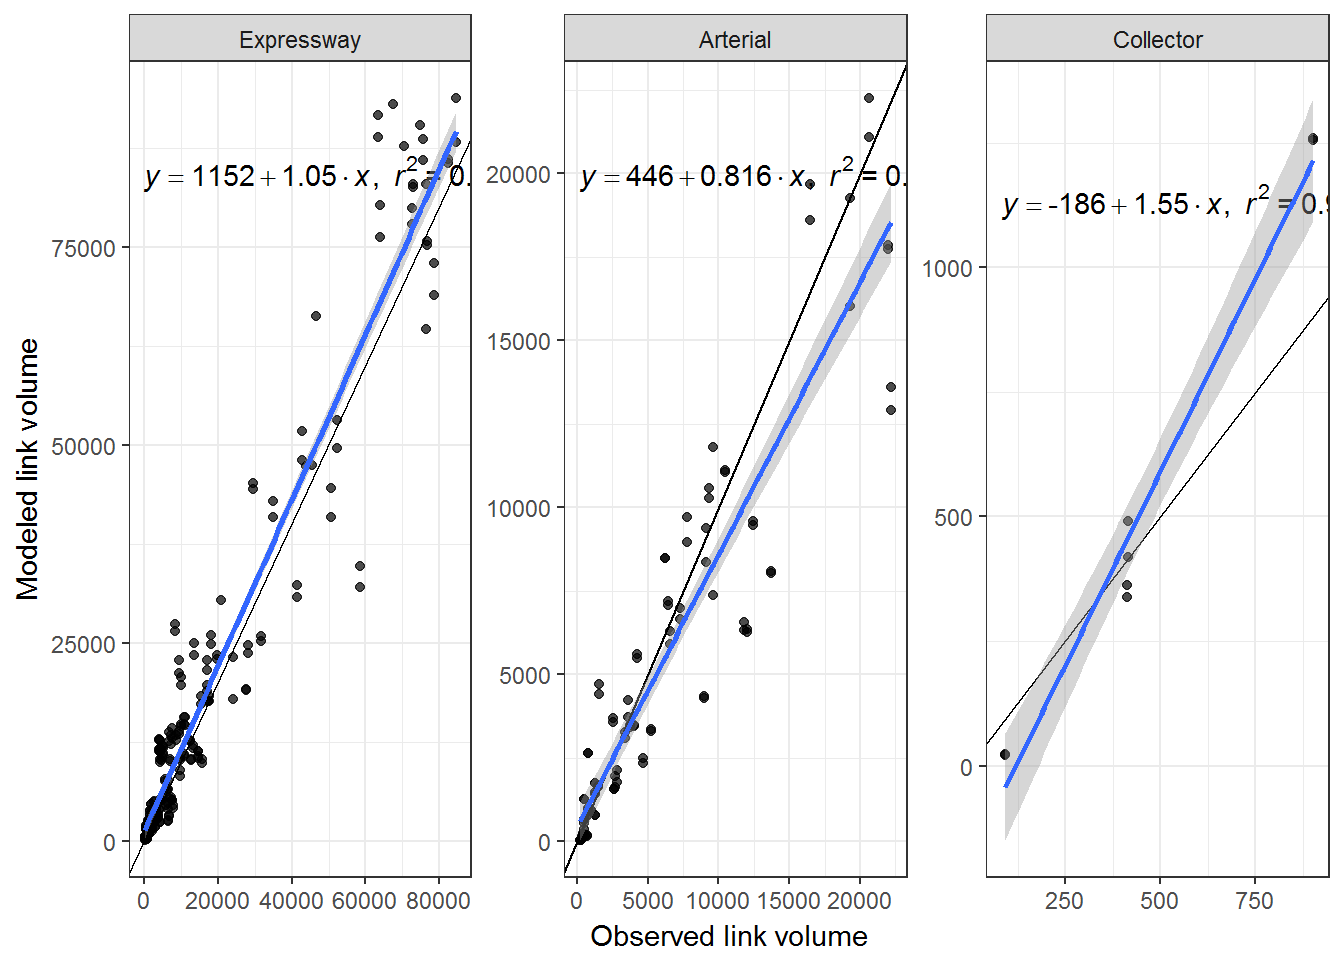 Expressway
Arterial
Collector
y = 1152 + 1.05 · x, r² = 0.
y = 446 + 0.816 · x, r² = 0.
y = -186 + 1.55 · x, r² = 0.9
Modeled link volume
75000
50000
25000
0
20000
15000
10000
5000
0
1000
500
0
0 20000 40000 60000 80000
0 5000 10000 15000 20000
250 500 750
Observed link volume